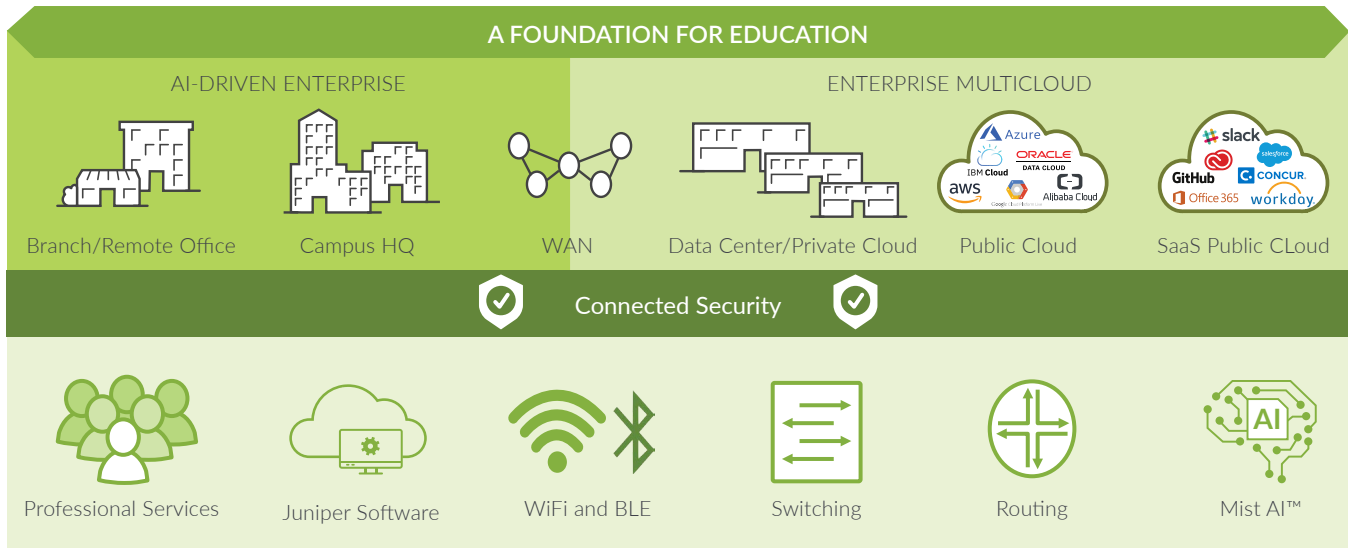 A FOUNDATION FOR EDUCATION
AI-DRIVEN ENTERPRISE
ENTERPRISE MULTICLOUD
Azure
IBM Cloud
ORACLE
DATA CLOUD
aws
Alibaba Cloud
slack
salesforce
GitHub
CONCUR
Office 365
workday.
Branch/Remote Office
Campus HQ
WAN
Data Center/Private Cloud
Public Cloud
SaaS Public CLoud
Connected Security
AI
Professional Services
Juniper Software
WiFi and BLE
Switching
Routing
Mist AI™